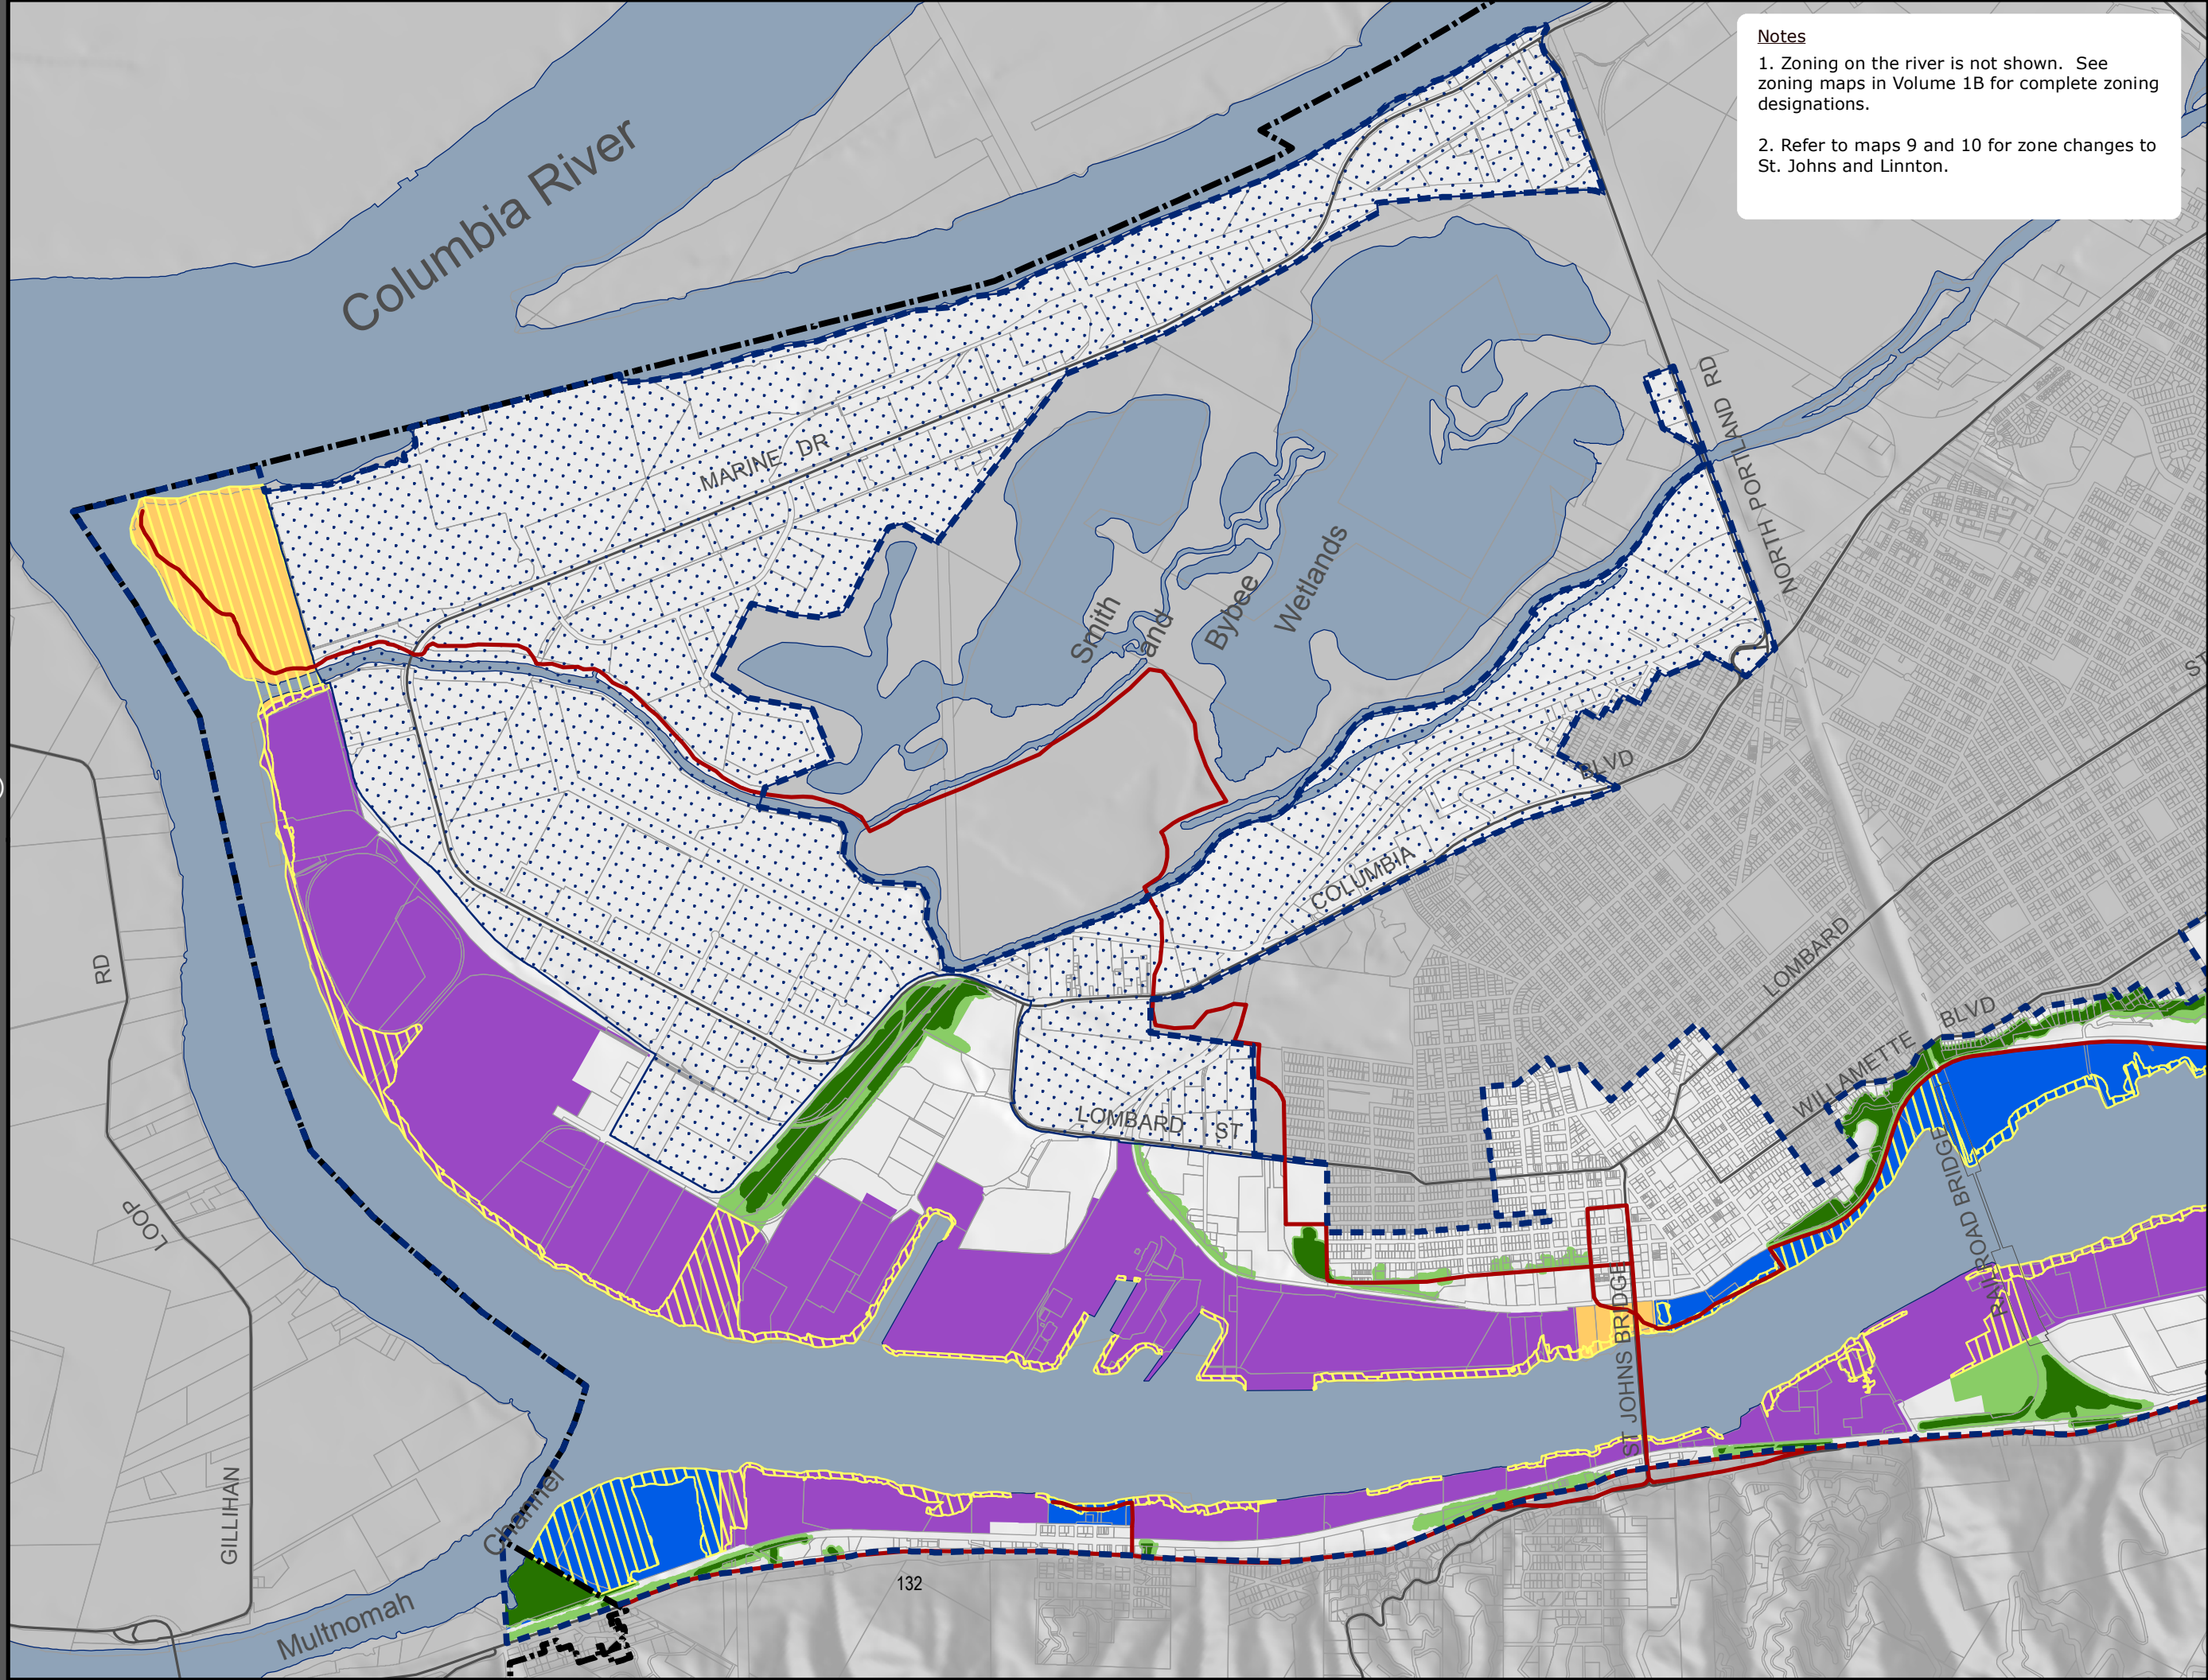 Notes
1. Zoning on the river is not shown.  See
zoning maps in Volume 1B for complete zoning
designations.
2. Refer to maps 9 and 10 for zone changes to
St. Johns and Linnton.
Columbia River
MARINE DR
NORTH PORTLAND RD
Smith
and
Bybee
Wetlands
ST
BLVD
COLUMBIA
LOMBARD
RD
BLVD
WILLAMETTE
LOMBARD ST
RAILROAD BRIDGE
LOOP
RAILROAD BRIDGE
ST JOHNS BRIDGE
GILLIHAN
Channel
Multnomah
132